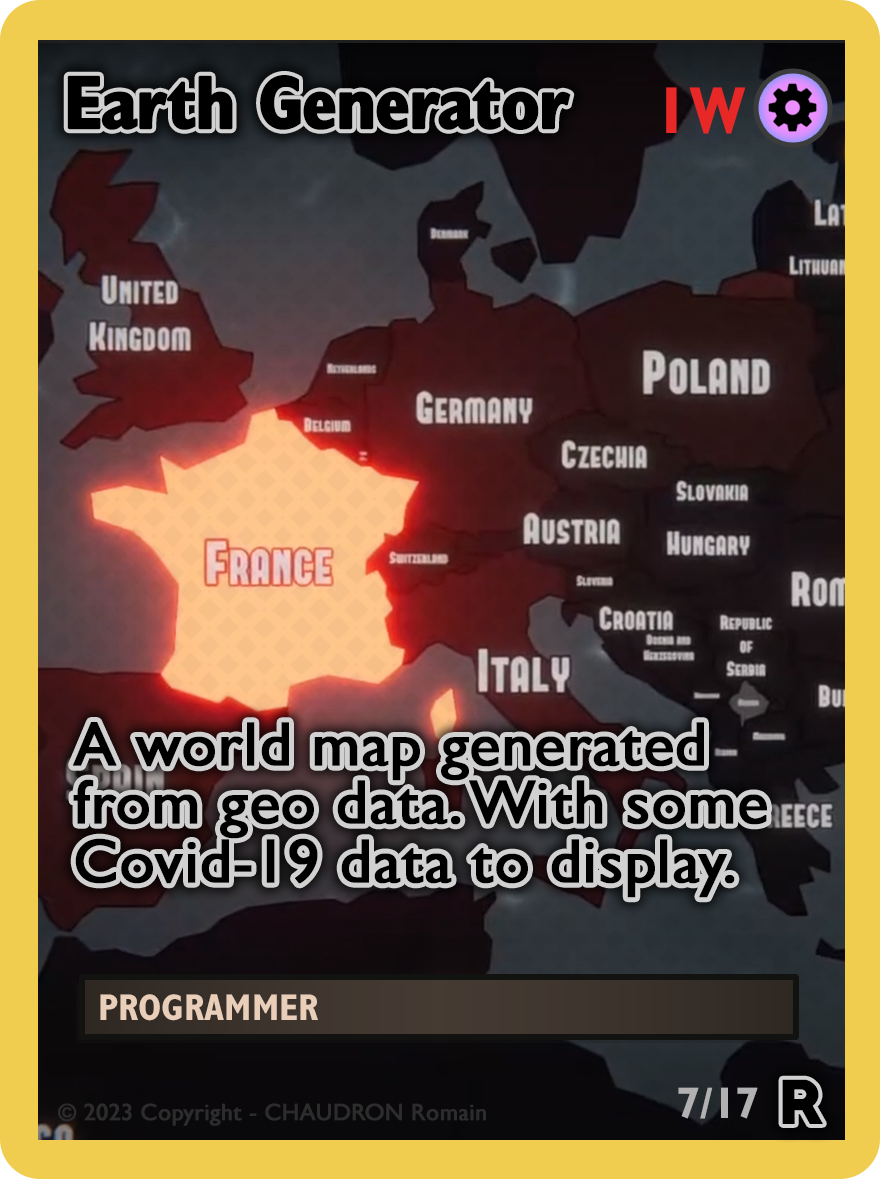 Earth Generator
1W
Denmark
LAT
LITHUAN
UNITED
KINGDOM
NETHERLANDS
POLAND
GERMANY
BELGIUM
CZECHIA
SLOVAKIA
AUSTRIA
HUNGARY
SWITZERLAND
FRANCE
SLOVENIA
ROM
CROATIA
REPUBLIC
OF
SERBIA
BOSNIA AND
HERZEGOVINA
ITALY
BU
A world map generated
from geo data. With some
REECE
Covid-19 data to display.
PROGRAMMER
7/17 R
© 2023 Copyright - CHAUDRON Romain